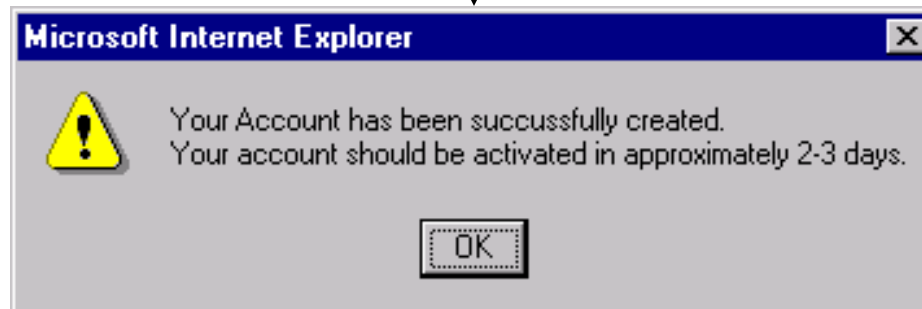 Microsoft Internet Explorer
Your Account has been succussfully created.
Your account should be activated in approximately 2-3 days.
OK